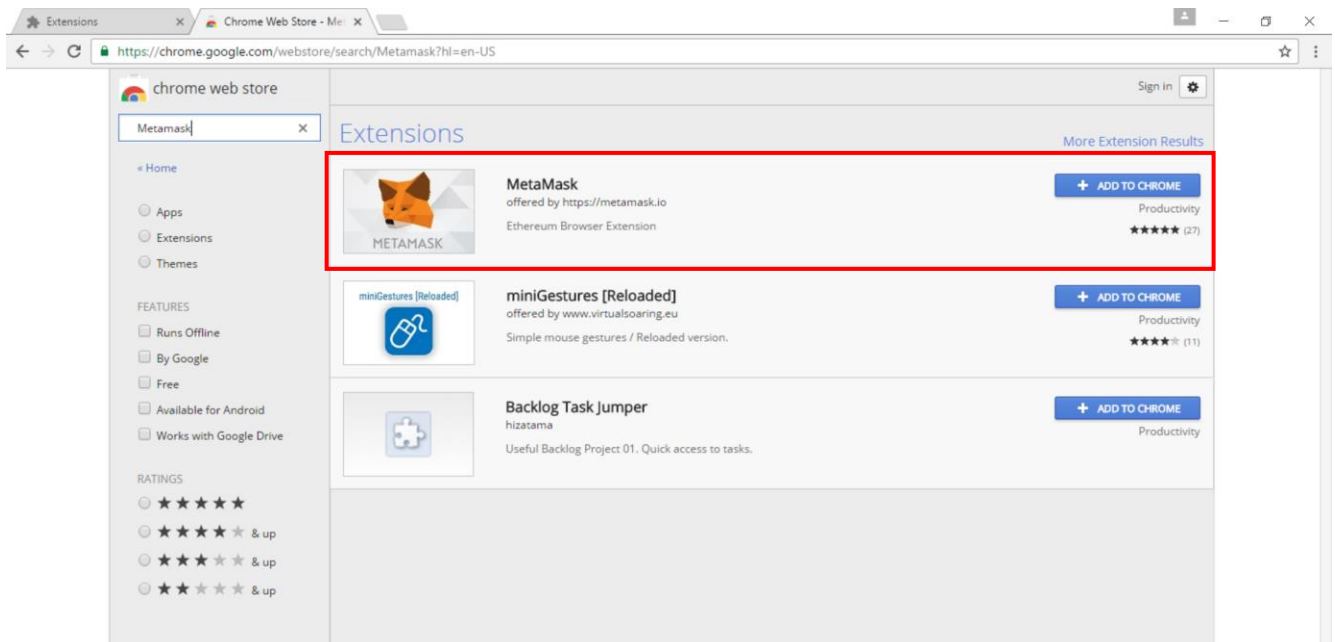 Extensions
Chrome Web Store - Me
https://chrome.google.com/webstore/search/Metamask?hl=en-US
chrome web store
Sign in
Metamask
« Home
Apps
Extensions
Themes
FEATURES
Runs Offline
By Google
Free
Available for Android
Works with Google Drive
RATINGS
& up
& up
& up
Extensions
More Extension Results
METAMASK
MetaMask
offered by https://metamask.io
Ethereum Browser Extension
+ ADD TO CHROME
Productivity
★★★★★ (27)
miniGestures [Reloaded]
miniGestures [Reloaded]
offered by www.virtualsoaring.eu
Simple mouse gestures / Reloaded version.
+ ADD TO CHROME
Productivity
★★★★☆ (11)
Backlog Task Jumper
hizatama
Useful Backlog Project 01. Quick access to tasks.
+ ADD TO CHROME
Productivity